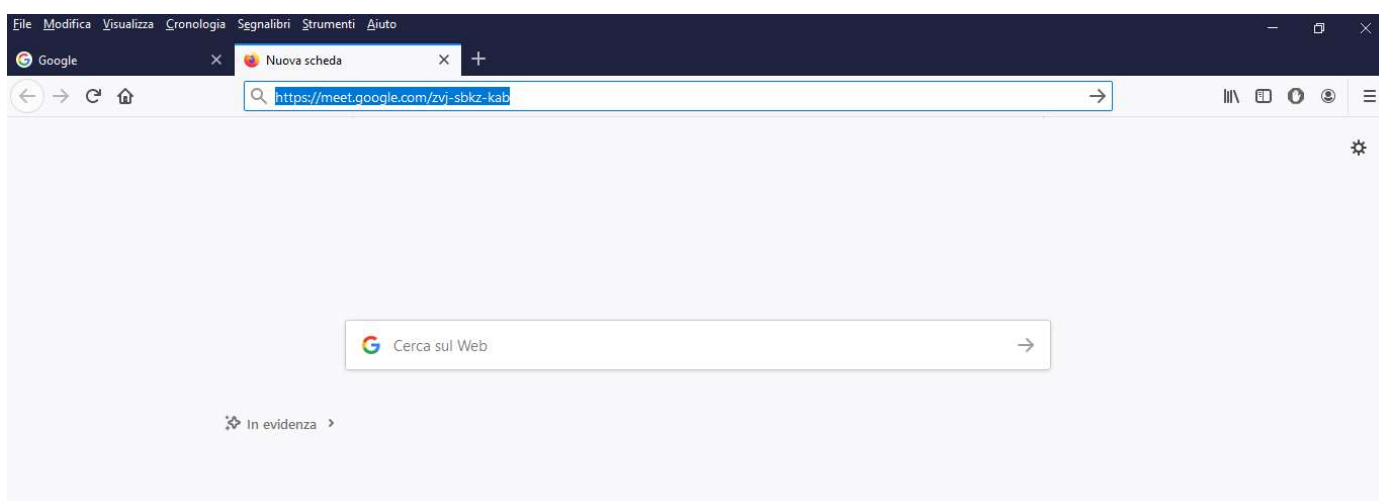 File Modifica Visualizza Cronologia Segnalibri Strumenti Aiuto
Google
Nuova scheda
https://meet.google.com/zvj-sbkz-kab
Cerca sul Web
In evidenza